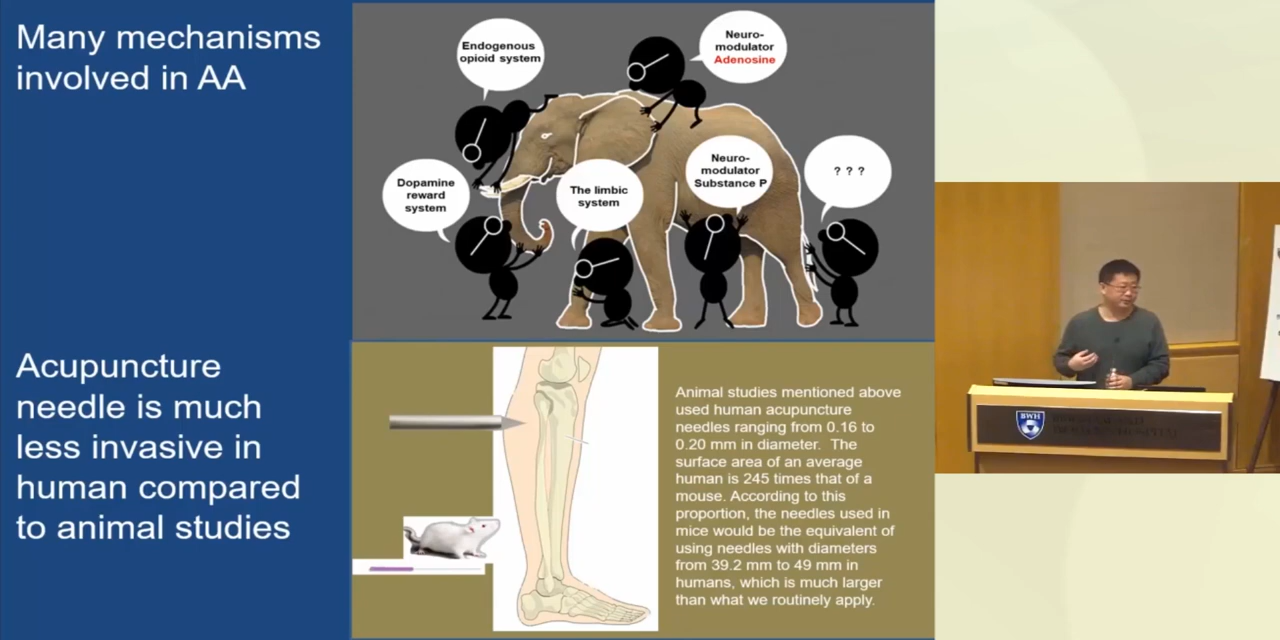 Many mechanisms
involved in AA
Endogenous
opioid system
Neuro-
modulator
Adenosine
Dopamine
reward
system
The limbic
system
Neuro-
modulator
Substance P
? ? ?
Acupuncture
needle is much
less invasive in
human compared
to animal studies
Animal studies mentioned above
used human acupuncture
needles ranging from 0.16 to
0.20 mm in diameter. The
surface area of an average
human is 245 times that of a
mouse. According to this
proportion, the needles used in
mice would be the equivalent of
using needles with diameters
from 39.2 mm to 49 mm in
humans, which is much larger
than what we routinely apply.
BWH